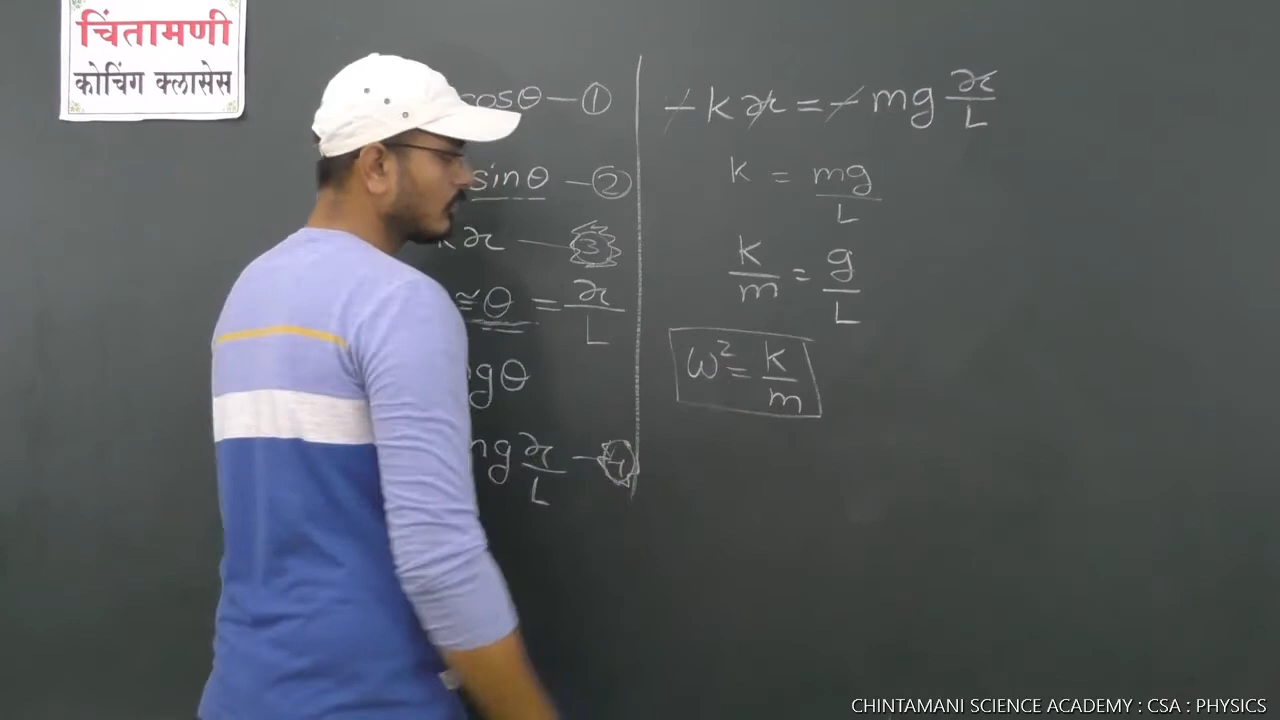 चिंतामणी
कोचिंग क्लासेस
cosθ — ①
sinθ — ②
kx — ③
≅ θ = x/L
gθ
mg x/L — ④
- kx = - mg x/L
k = mg/L
k/m = g/L
ω² = k/m
CHINTAMANI SCIENCE ACADEMY : CSA : PHYSICS